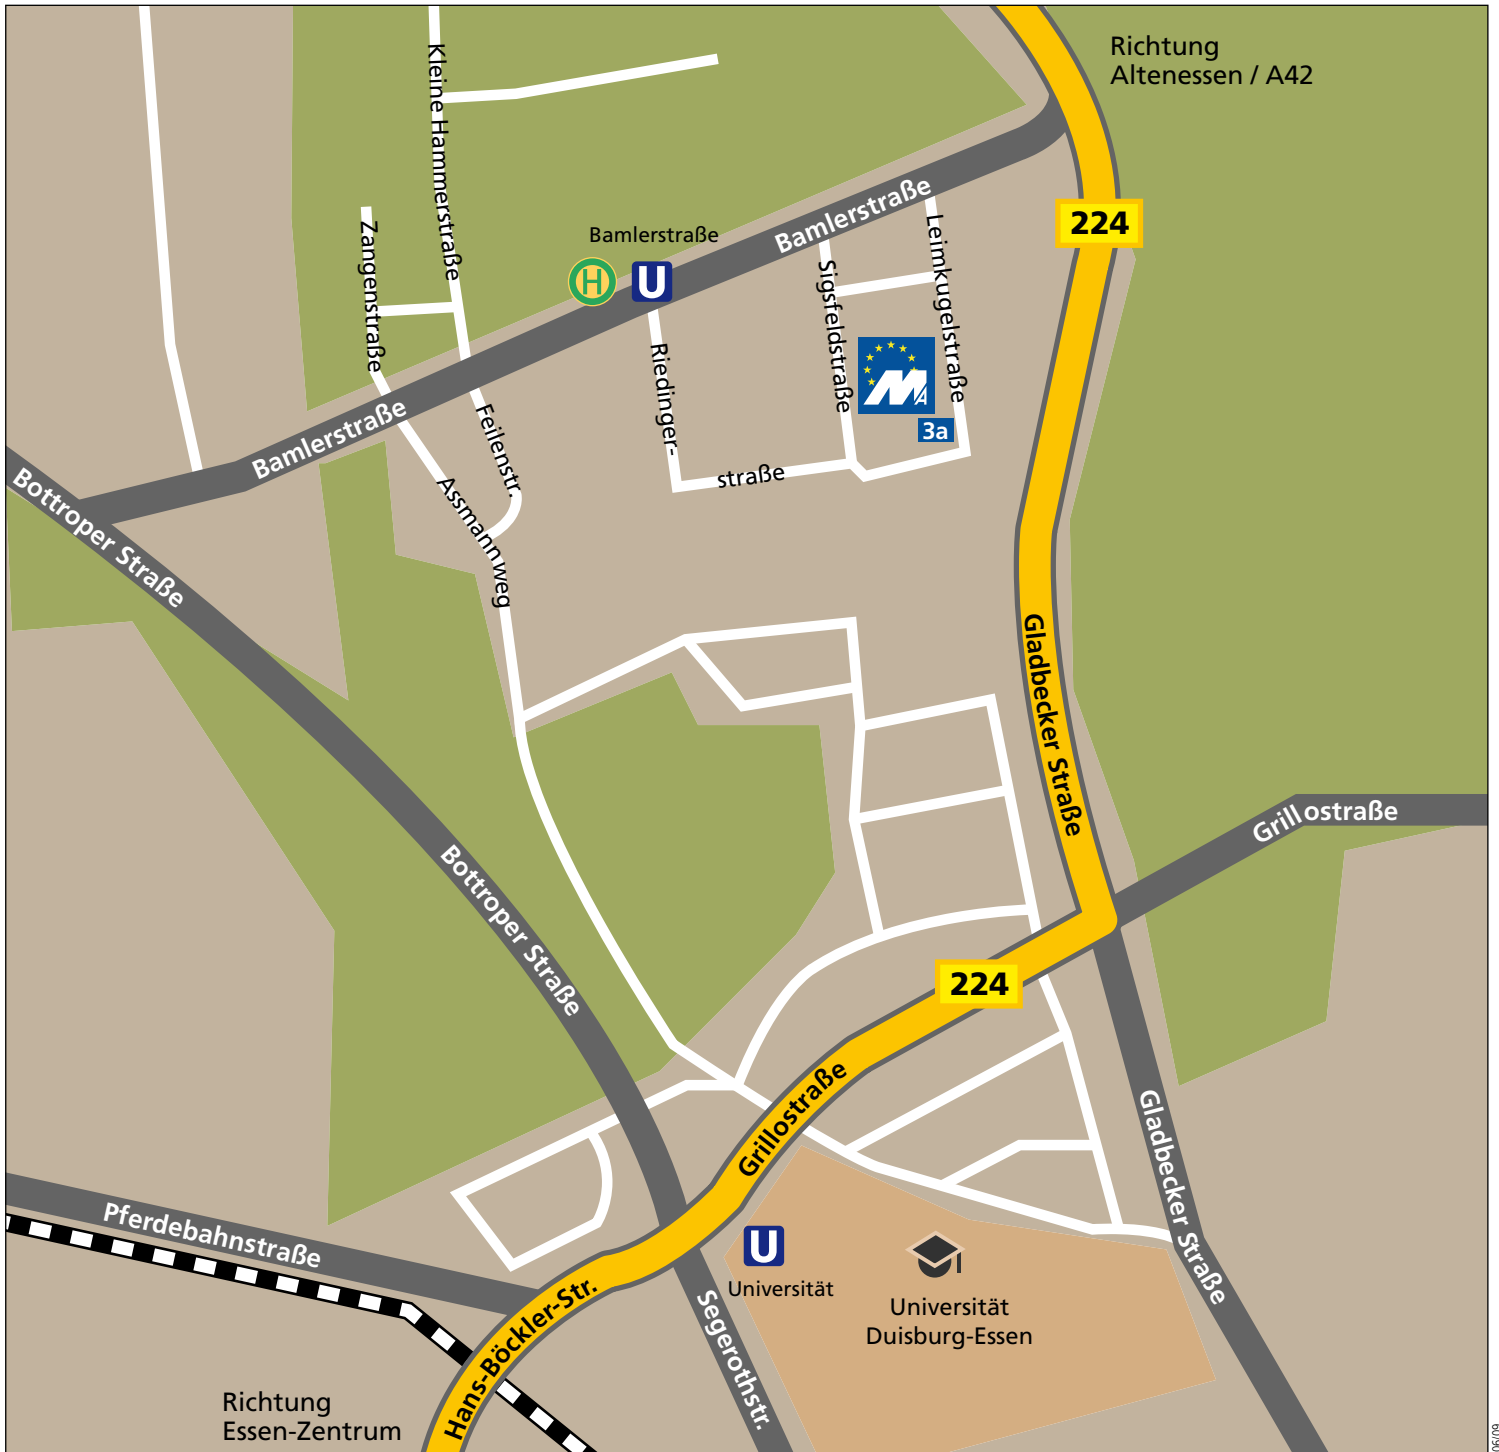 Richtung
Altenessen / A42
Kleine Hammerstraße
Zangenstraße
Bamlerstraße
H
U
Bamlerstraße
Leimkugelstraße
Sigsfeldstraße
224
Riedinger-
straße
MA
3a
Bamlerstraße
Feilenstr.
Assmannweg
Bottroper Straße
Gladbecker Straße
Grillostraße
Bottroper Straße
224
Grillostraße
Gladbecker Straße
Pferdebahnstraße
U
Universität
Universität
Duisburg-Essen
Hans-Böckler-Str.
Segerothstr.
Richtung
Essen-Zentrum